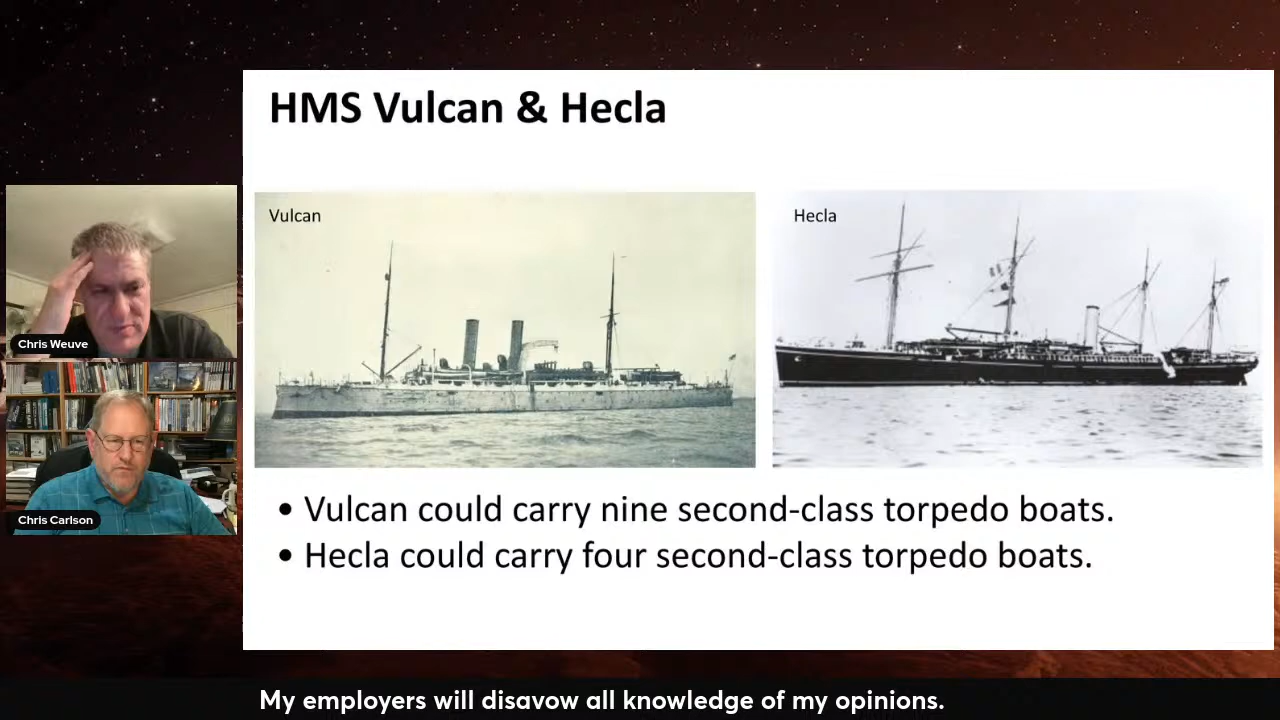 HMS Vulcan & Hecla
Vulcan
Hecla
Chris Weuve
Chris Carlson
• Vulcan could carry nine second-class torpedo boats.
• Hecla could carry four second-class torpedo boats.
My employers will disavow all knowledge of my opinions.